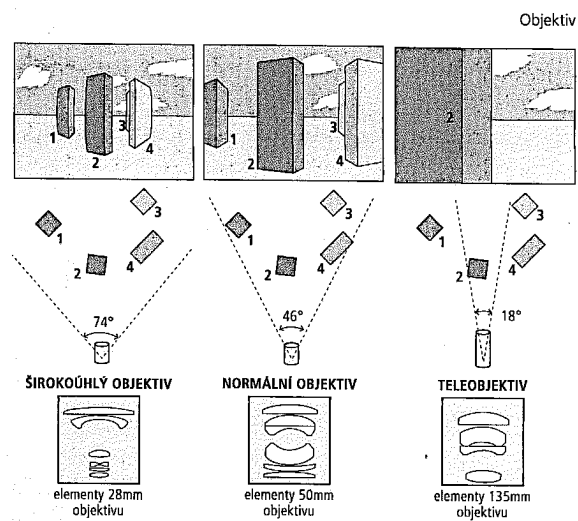 Objektiv
1
2
3
4
1
2
3
4
2
1
2
3
4
1
2
3
4
1
2
3
4
74°
46°
18°
ŠIROKOÚHLÝ OBJEKTIV
NORMÁLNÍ OBJEKTIV
TELEOBJEKTIV
elementy 28mm
objektivu
elementy 50mm
objektivu
elementy 135mm
objektivu